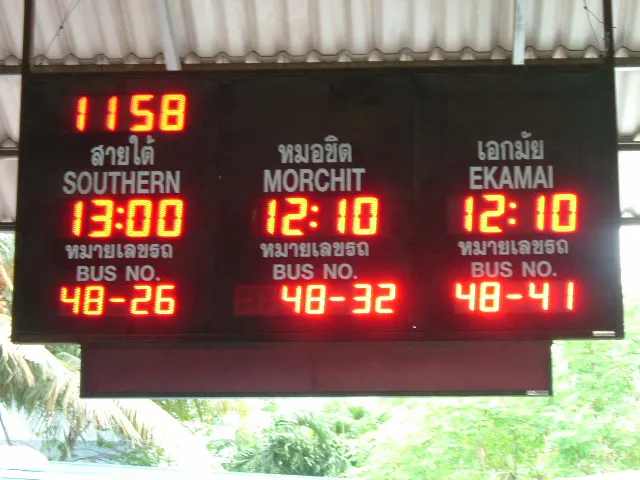 1158
สายใต้ หมอชิต เอกมัย
SOUTHERN MORCHIT EKAMAI
13:00 12:10 12:10
หมายเลขรถ หมายเลขรถ หมายเลขรถ
BUS NO. BUS NO. BUS NO.
48-26 48-32 48-41